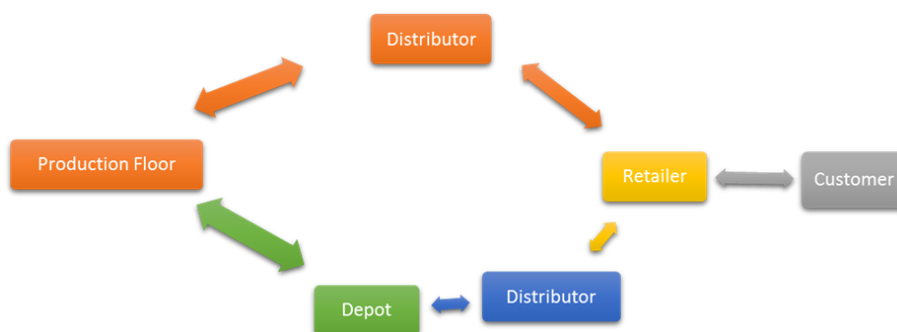 Distributor
Production Floor
Retailer
Customer
Depot
Distributor